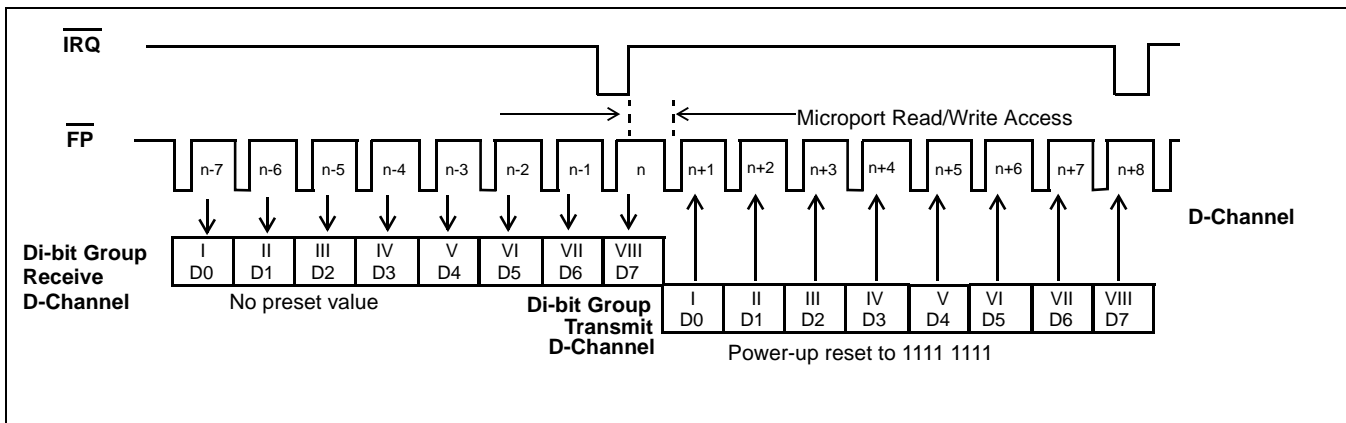 IRQ
Microport Read/Write Access
FP
n-7 n-6 n-5 n-4 n-3 n-2 n-1 n n+1 n+2 n+3 n+4 n+5 n+6 n+7 n+8
D-Channel
Di-bit Group
Receive
D-Channel
I II III IV V VI VII VIII
D0 D1 D2 D3 D4 D5 D6 D7
No preset value
Di-bit Group
Transmit
D-Channel
I II III IV V VI VII VIII
D0 D1 D2 D3 D4 D5 D6 D7
Power-up reset to 1111 1111